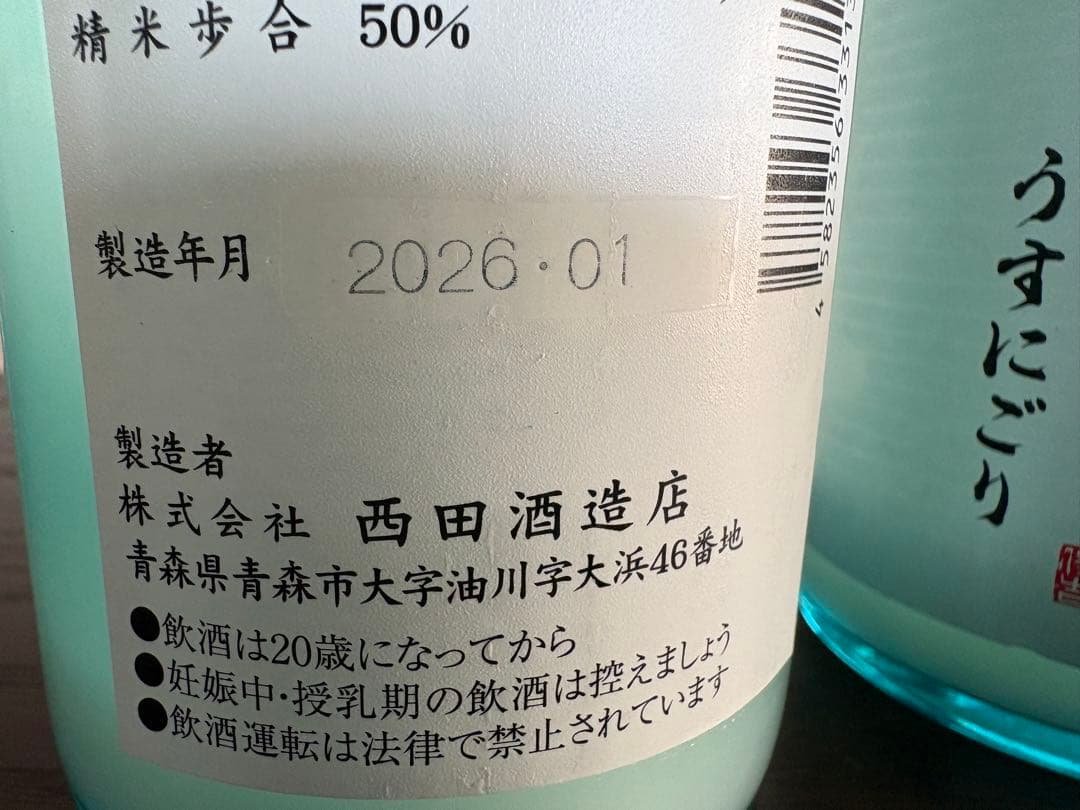 精米歩合 50%
製造年月 2026・01
製造者
株式会社 西田酒造店
青森県青森市大字油川字大浜46番地
●飲酒は20歳になってから
●妊娠中・授乳期の飲酒は控えましょう
●飲酒運転は法律で禁止されています
4 582356 331
うすにごり